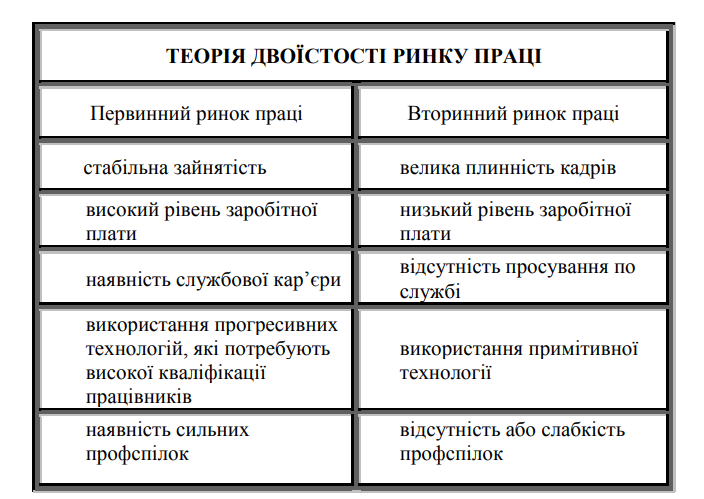 ТЕОРІЯ ДВОЇСТОСТІ РИНКУ ПРАЦІ
Первинний ринок праці
Вторинний ринок праці
стабільна зайнятість
велика плинність кадрів
високий рівень заробітної
плати
низький рівень заробітної
плати
наявність службової кар’єри
відсутність просування по
службі
використання прогресивних
технологій, які потребують
високої кваліфікації
працівників
використання примітивної
технології
наявність сильних
профспілок
відсутність або слабкість
профспілок